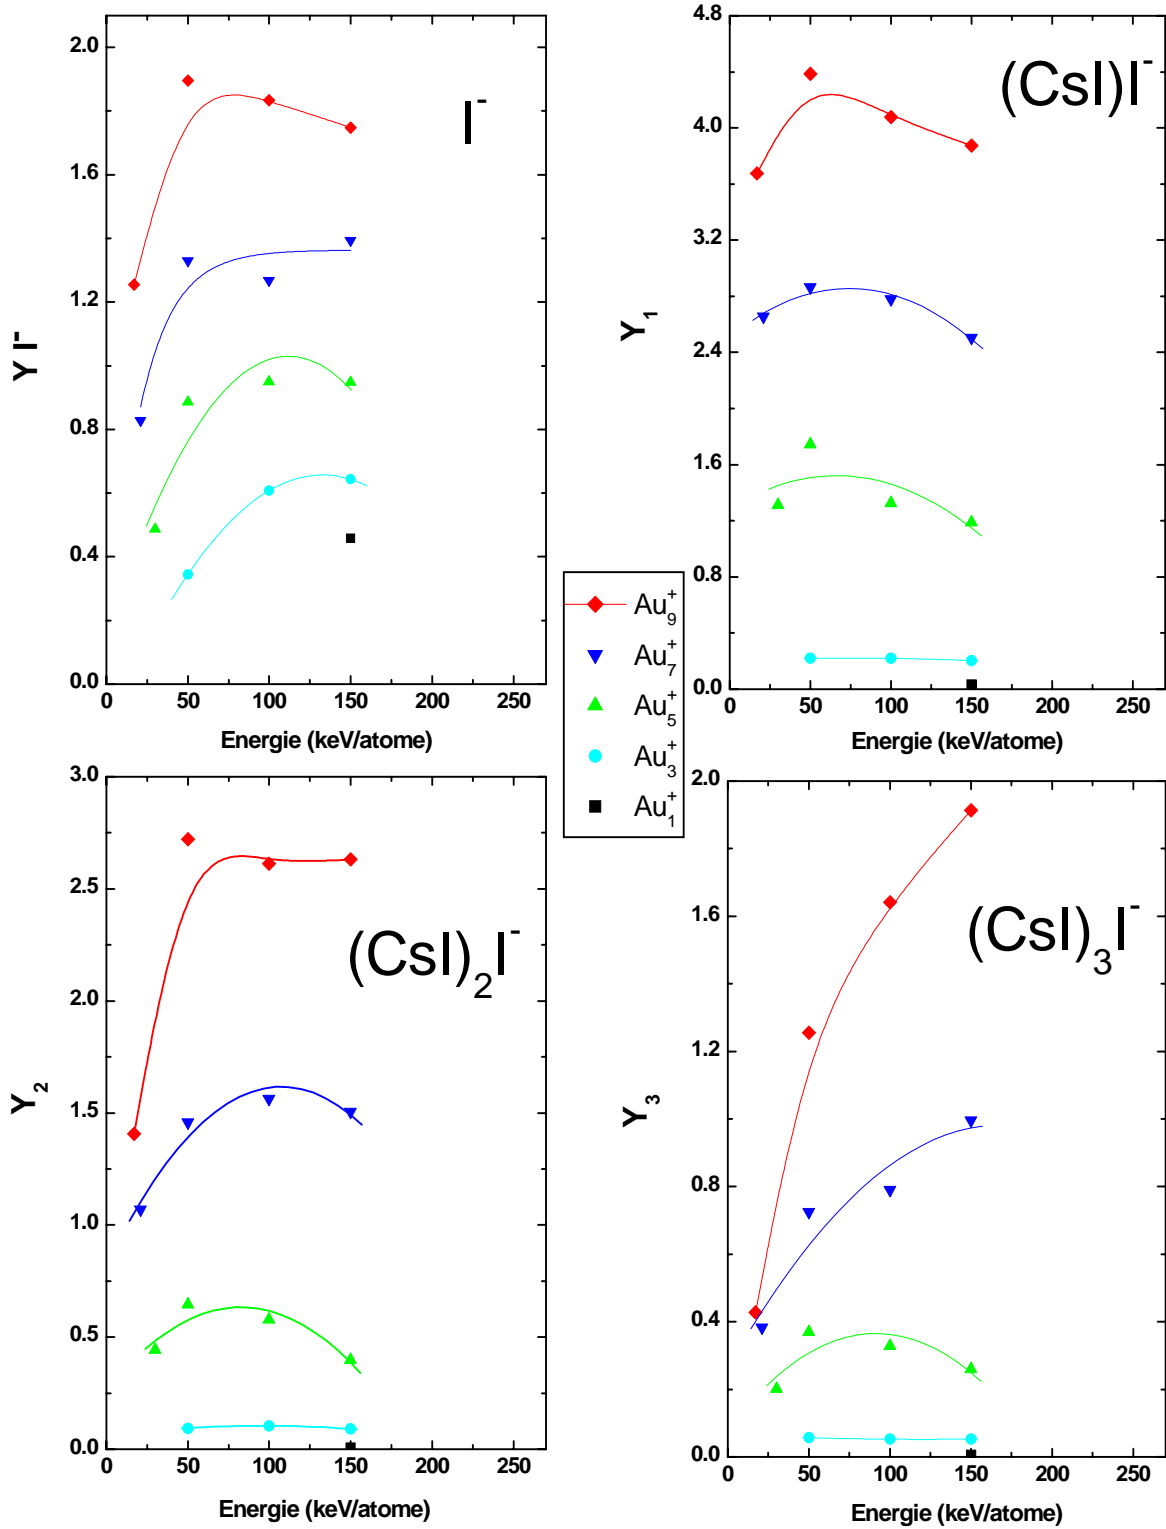 2.0
1.6
1.2
0.8
0.4
0.0
Y I⁻
I⁻
0 50 100 150 200 250
Energie (keV/atome)
4.8
4.0
3.2
2.4
1.6
0.8
0.0
Y₁
(CsI)I⁻
0 50 100 150 200 250
Energie (keV/atome)
Au₉⁺
Au₇⁺
Au₅⁺
Au₃⁺
Au₁⁺
3.0
2.5
2.0
1.5
1.0
0.5
0.0
Y₂
(CsI)₂I⁻
0 50 100 150 200 250
Energie (keV/atome)
2.0
1.6
1.2
0.8
0.4
0.0
Y₃
(CsI)₃I⁻
0 50 100 150 200 250
Energie (keV/atome)